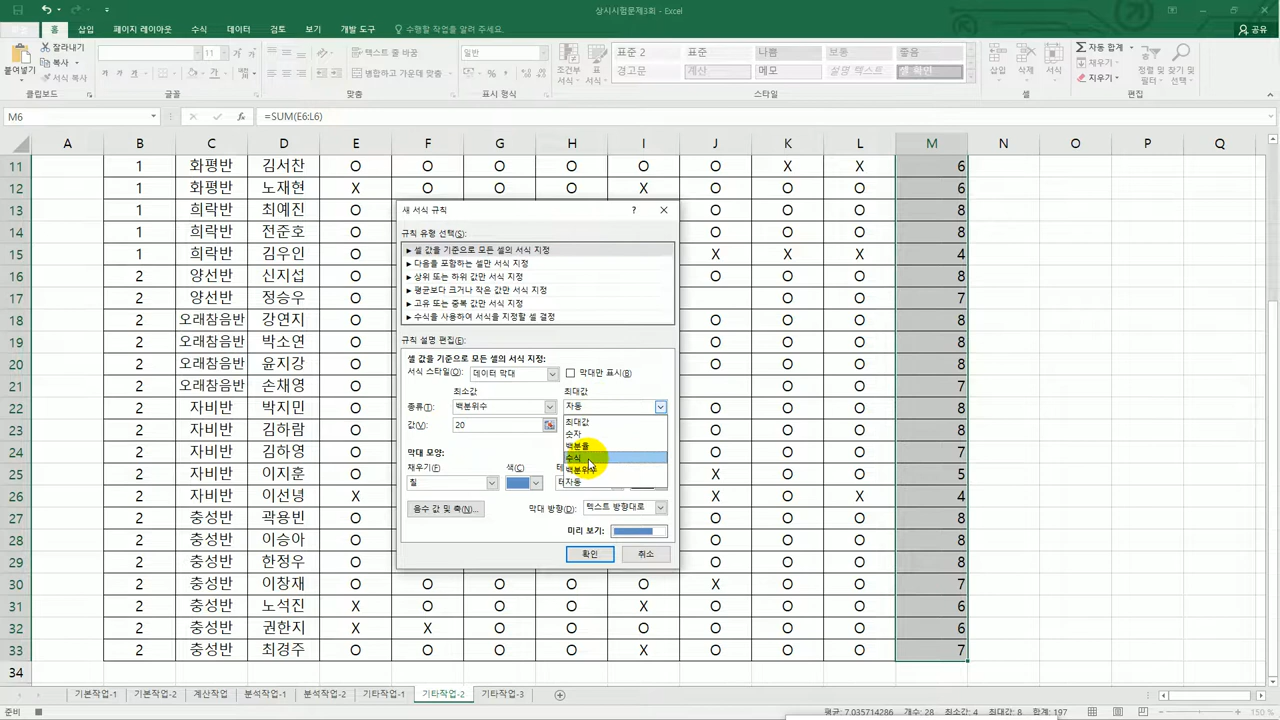 상시시험문제3회 - Excel
홈 삽입 페이지 레이아웃 수식 데이터 검토 보기 개발 도구 수행할 작업을 알려 주세요. 공유
잘라내기
복사
서식 복사
붙여넣기
클립보드
11
글꼴
텍스트 줄 바꿈
병합하고 가운데 맞춤
맞춤
일반
표시 형식
조건부 서식 표 서식
표준 2 표준 나쁨 보통 좋음
경고문 계산 메모 설명 텍스트 셀 확인
스타일
삽입 삭제 서식
셀
자동 합계
채우기
지우기
정렬 및 필터 찾기 및 선택
편집
M6 =SUM(E6:L6)
A B C D E F G H I J K L M N O P Q
11 1 화평반 김서찬 O O O O O O X X 6
12 1 화평반 노재현 X O O O X O O O 6
13 1 희락반 최예진 O O O O 8
14 1 희락반 전준호 O O O O 8
15 1 희락반 김우인 O X X X 4
16 2 양선반 신지섭 O O O O 8
17 2 양선반 정승우 O O O 7
18 2 오래참음반 강연지 O O O O 8
19 2 오래참음반 박소연 O O O O 8
20 2 오래참음반 윤지강 O O O O 8
21 2 오래참음반 손채영 O O O 7
22 2 자비반 박지민 O O O O 8
23 2 자비반 김하람 O O O O 8
24 2 자비반 김하영 O X O O 7
25 2 자비반 이지훈 O X O O 5
26 2 자비반 이선녕 X O O X 4
27 2 충성반 곽용빈 O O O O 8
28 2 충성반 이승아 O O O O 8
29 2 충성반 한정우 O O O O 8
30 2 충성반 이창재 O O O O O X O O 7
31 2 충성반 노석진 X O O O X O O O 6
32 2 충성반 권한지 X X O O O O O O 6
33 2 충성반 최경주 O O O O X O O O 7
34
새 서식 규칙 ?
규칙 유형 선택(S):
► 셀 값을 기준으로 모든 셀의 서식 지정
► 다음을 포함하는 셀만 서식 지정
► 상위 또는 하위 값만 서식 지정
► 평균보다 크거나 작은 값만 서식 지정
► 고유 또는 중복 값만 서식 지정
► 수식을 사용하여 서식을 지정할 셀 결정
규칙 설명 편집(E):
셀 값을 기준으로 모든 셀의 서식 지정:
서식 스타일(O): 데이터 막대 막대만 표시(B)
최소값 최대값
종류(T): 백분위수 자동
값(V): 20
최대값
숫자
백분율
수식
백분위수
자동
막대 모양:
채우기(F) 색(C)
칠
음수 값 및 축(N)... 막대 방향(D): 텍스트 방향대로
미리 보기:
확인 취소
기본작업-1 기본작업-2 계산작업 분석작업-1 분석작업-2 기타작업-1 기타작업-2 기타작업-3
준비 평균: 7.035714286 개수: 28 최소값: 4 최대값: 8 합계: 197 150 %